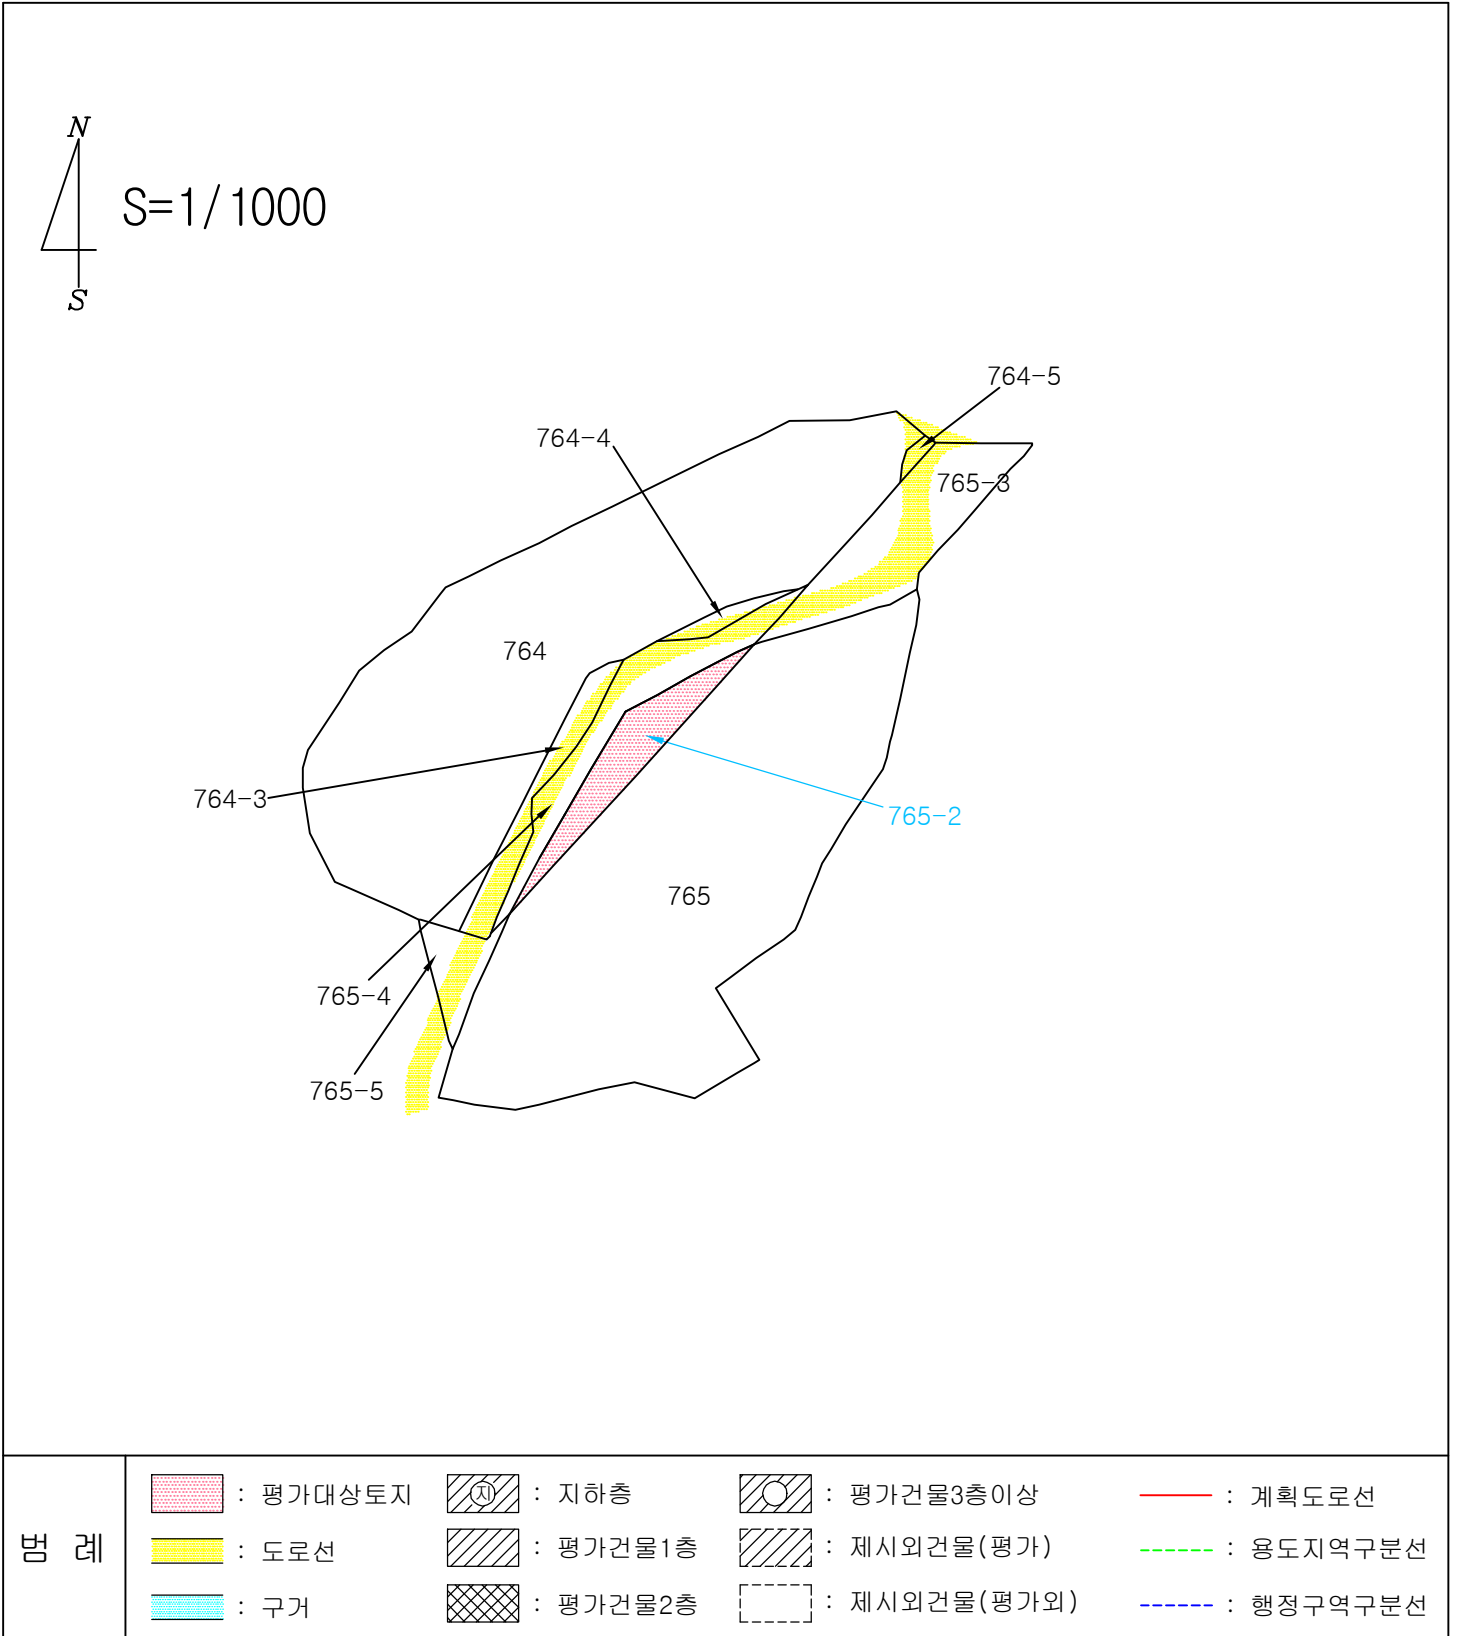 N
S=1/1000
S
764-5
764-4
765-3
764
764-3
765-2
765
765-4
765-5
범 례
: 평가대상토지
지 : 지하층
: 평가건물3층이상
: 계획도로선
: 도로선
: 평가건물1층
: 제시외건물(평가)
: 용도지역구분선
: 구거
: 평가건물2층
: 제시외건물(평가외)
: 행정구역구분선